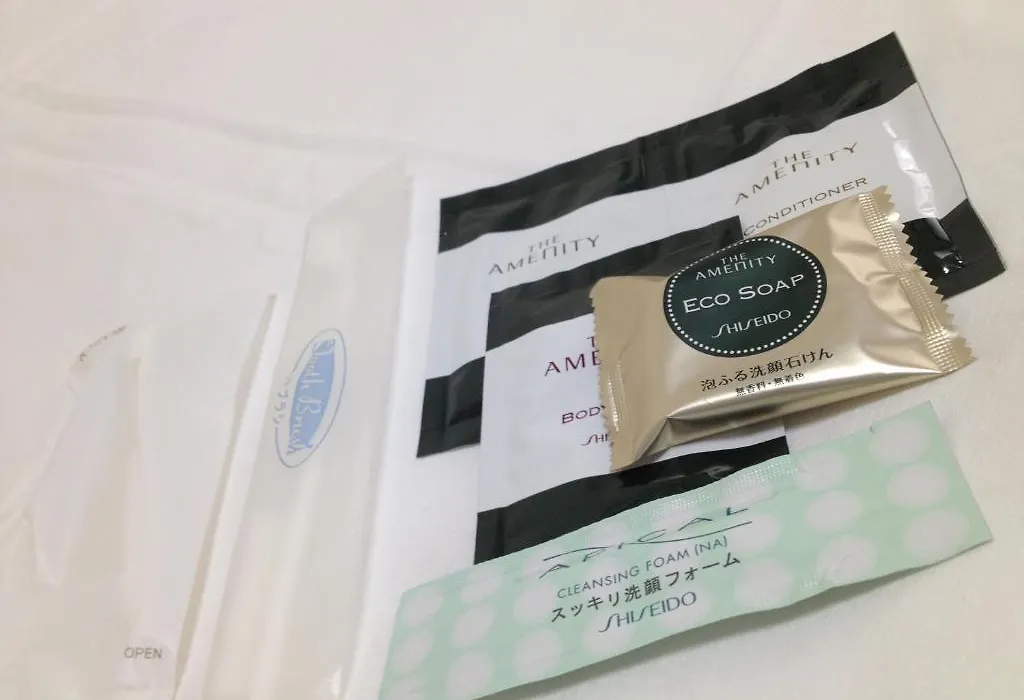 THE
AMENITY
CONDITIONER
THE
AMENITY
THE
AMENITY
ECO SOAP
SHISEIDO
泡ふる洗顔石けん
無香料・無着色
AME
BODY
SHI
APICAL
CLEANSING FOAM (NA)
スッキリ洗顔フォーム
SHISEIDO
Tooth Brush
ハブラシ
OPEN